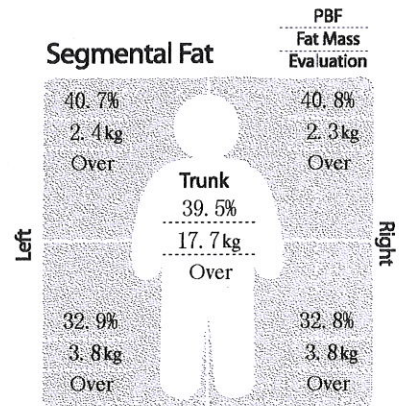 PBF
Fat Mass
Evaluation
Segmental Fat
40. 7%
2. 4kg
Over
40. 8%
2. 3kg
Over
Trunk
39. 5%
17. 7kg
Over
Left
Right
32. 9%
3. 8kg
Over
32. 8%
3. 8kg
Over